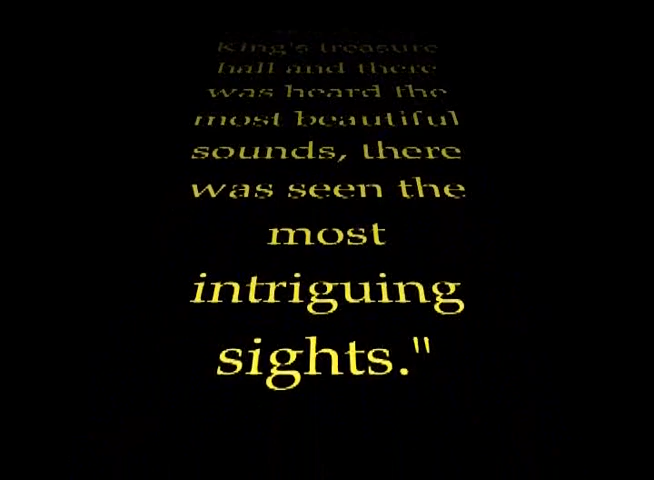 King's treasure
hall and there
was heard the
most beautiful
sounds, there
was seen the
most
intriguing
sights."